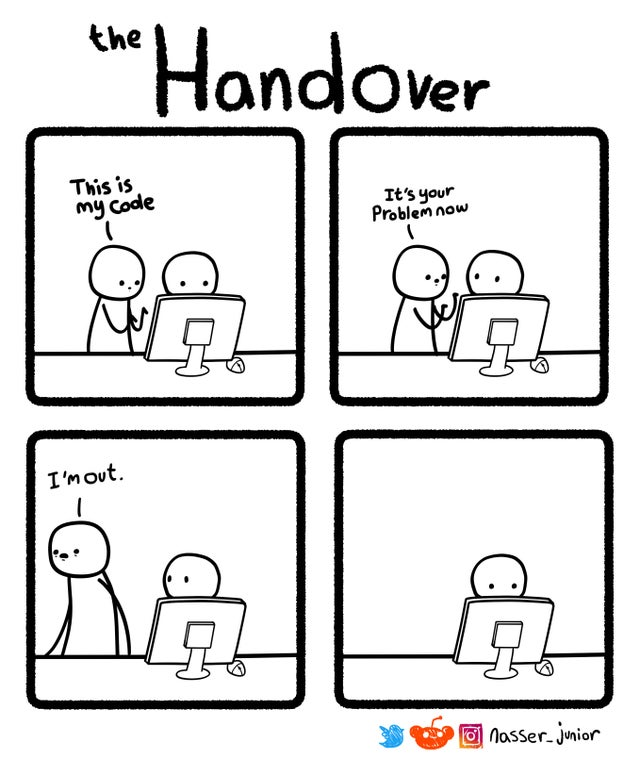 the
Handover
This is
my code
It's your
Problem now
I'm out.
nasser_junior